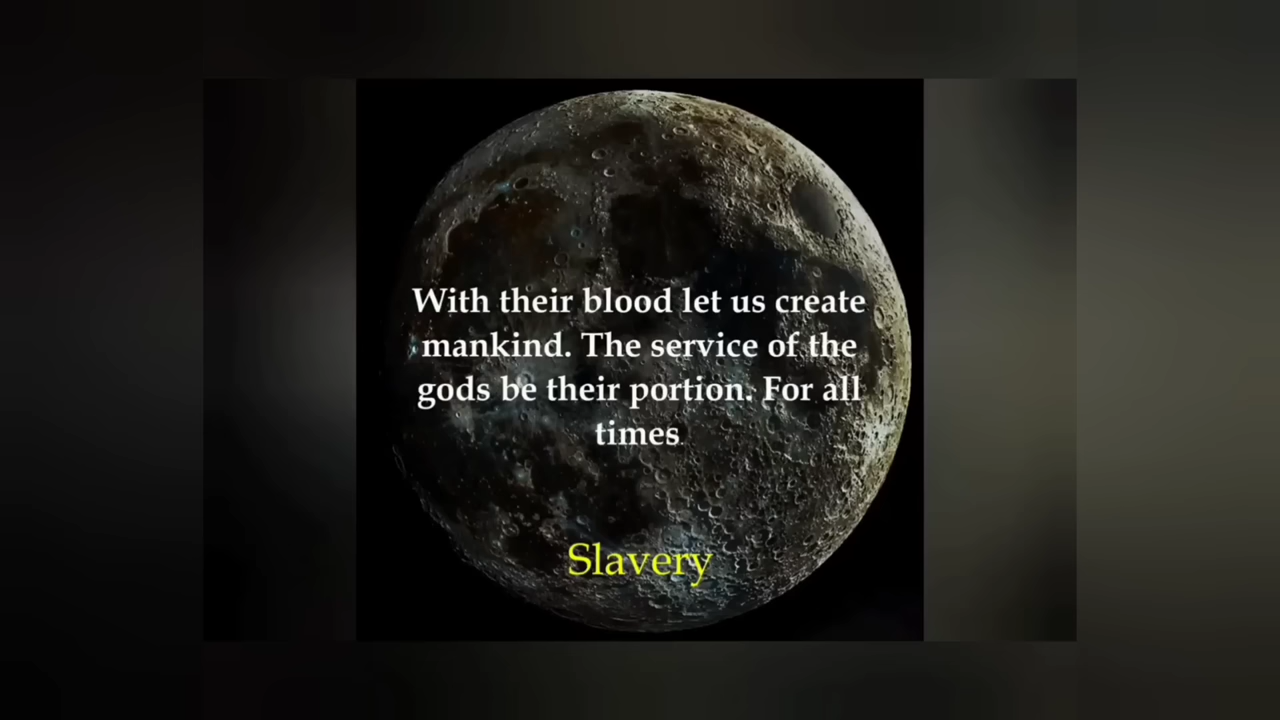 With their blood let us create
mankind. The service of the
gods be their portion. For all
times
Slavery